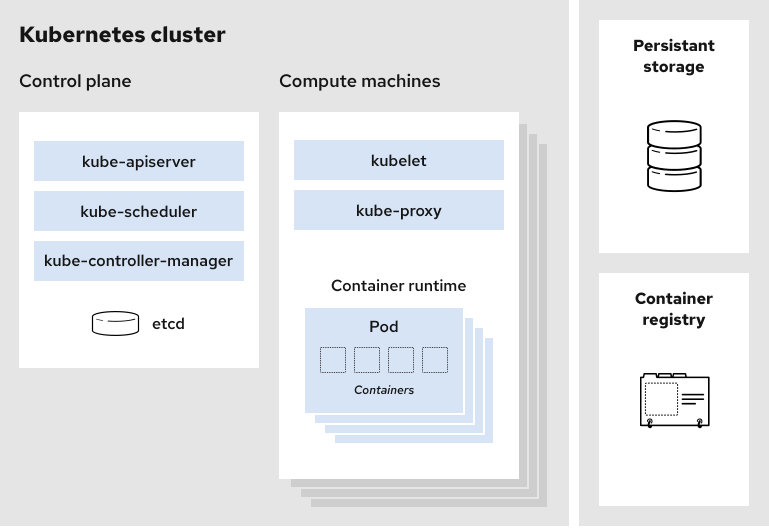 Kubernetes cluster
Control plane
kube-apiserver
kube-scheduler
kube-controller-manager
etcd
Compute machines
kubelet
kube-proxy
Container runtime
Pod
Containers
Persistant
storage
Container
registry